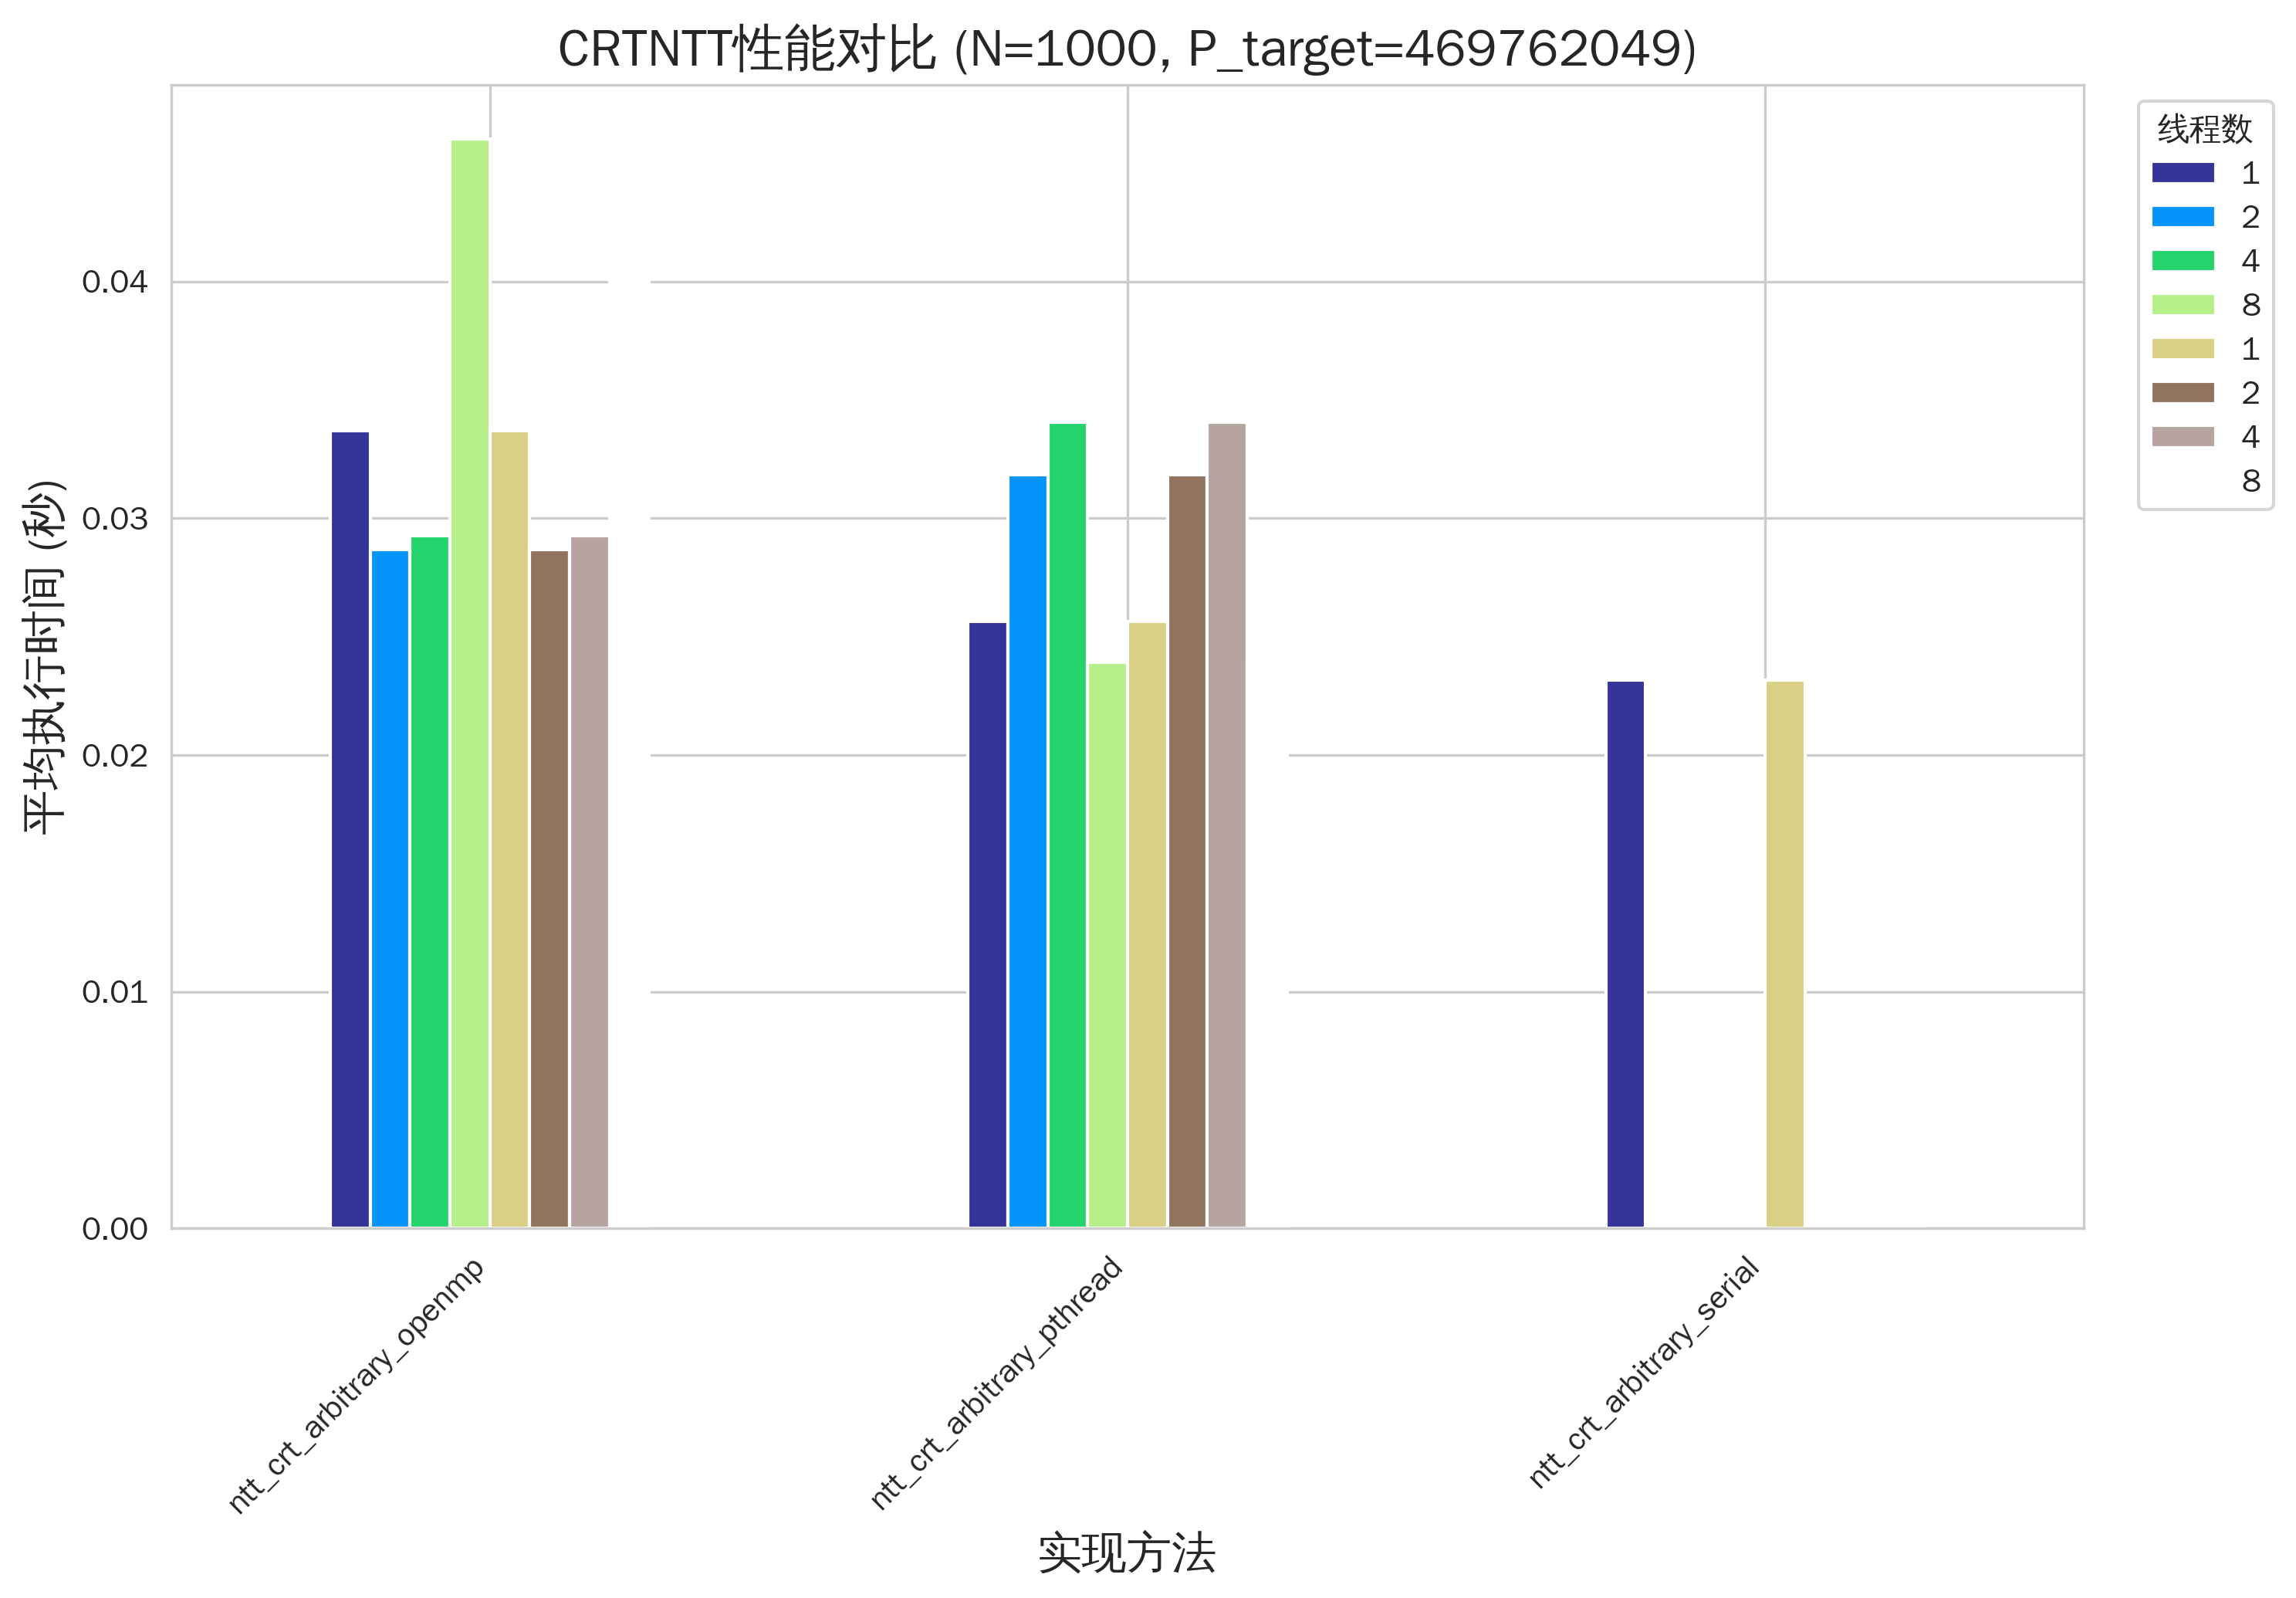 CRTNTT性能对比 (N=1000, P_target=469762049)
线程数
1
2
4
8
1
2
4
8
平均执行时间 (秒)
0.04
0.03
0.02
0.01
0.00
ntt_crt_arbitrary_openmp
ntt_crt_arbitrary_pthread
ntt_crt_arbitrary_serial
实现方法